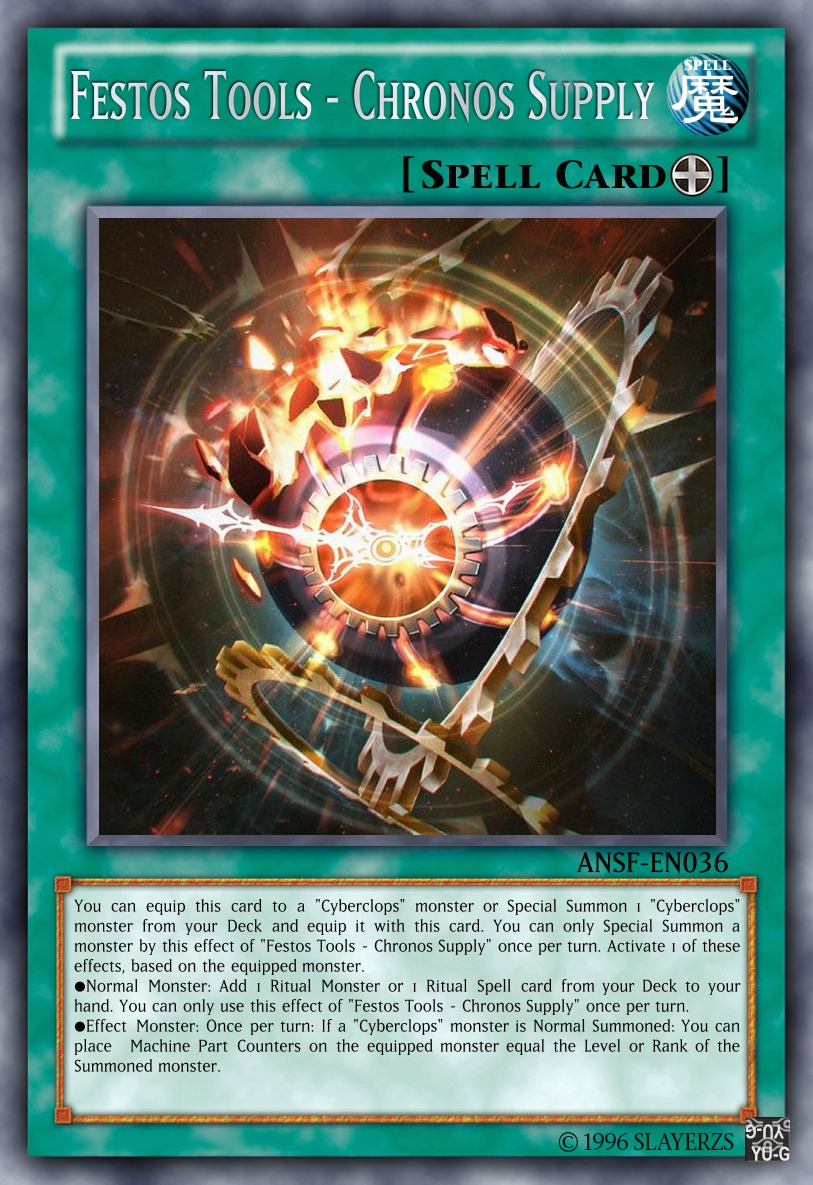 Festos Tools - Chronos Supply
SPELL
魔
[Spell Card]
ANSF-EN036
You can equip this card to a "Cyberclops" monster or Special Summon 1 "Cyberclops"
monster from your Deck and equip it with this card. You can only Special Summon a
monster by this effect of "Festos Tools - Chronos Supply" once per turn. Activate 1 of these
effects, based on the equipped monster.
●Normal Monster: Add 1 Ritual Monster or 1 Ritual Spell card from your Deck to your
hand. You can only use this effect of "Festos Tools - Chronos Supply" once per turn.
●Effect Monster: Once per turn: If a "Cyberclops" monster is Normal Summoned: You can
place Machine Part Counters on the equipped monster equal the Level or Rank of the
Summoned monster.
© 1996 SLAYERZS
YU-G
YU-G